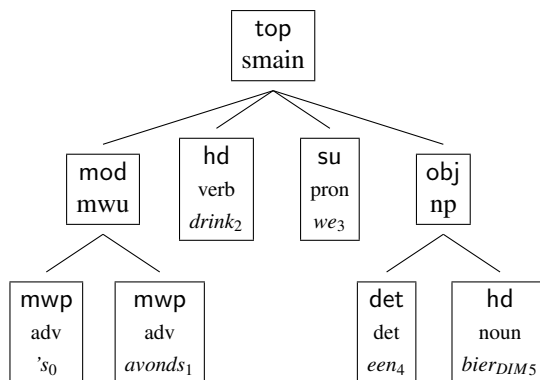 top
smain
mod
mwu
hd
verb
drink2
su
pron
we3
obj
np
mwp
adv
's0
mwp
adv
avonds1
det
det
een4
hd
noun
bierDIM5